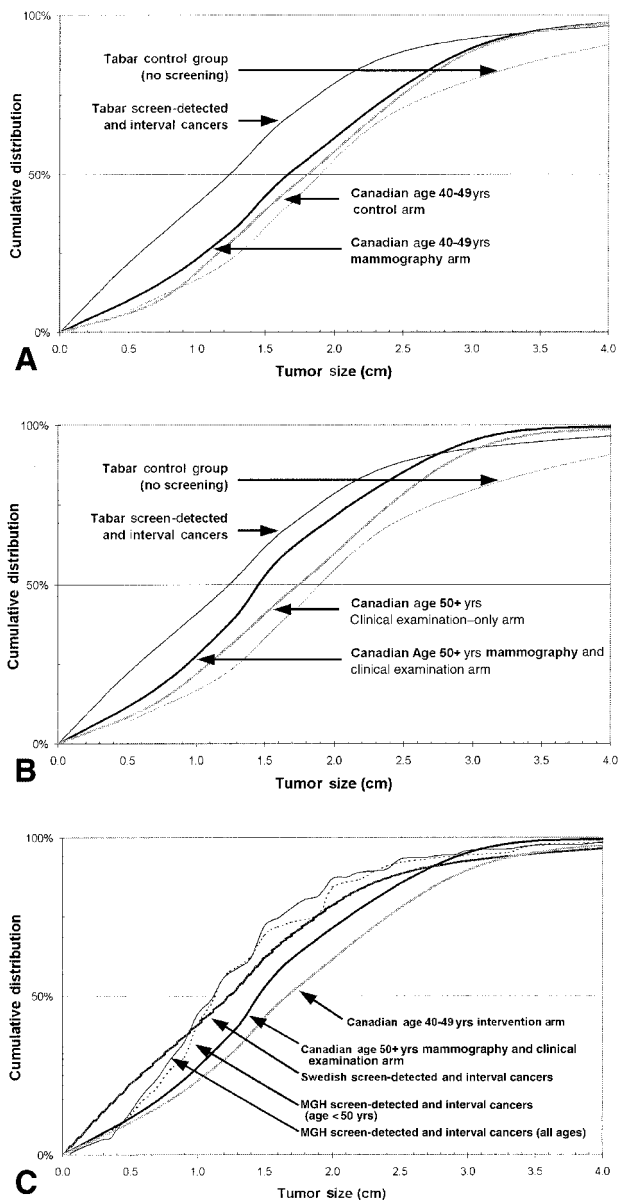 100%
Tabar control group
(no screening)
Tabar screen-detected
and interval cancers
50%
Canadian age 40-49yrs
control arm
Canadian age 40-49yrs
mammography arm
0%
0.0 0.5 1.0 1.5 2.0 2.5 3.0 3.5 4.0
Tumor size (cm)
Cumulative distribution
A
100%
Tabar control group
(no screening)
Tabar screen-detected
and interval cancers
50%
Canadian age 50+ yrs
Clinical examination–only arm
Canadian Age 50+ yrs mammography and
clinical examination arm
0%
0.0 0.5 1.0 1.5 2.0 2.5 3.0 3.5 4.0
Tumor size (cm)
Cumulative distribution
B
100%
50%
Canadian age 40-49 yrs intervention arm
Canadian age 50+yrs mammography and clinical
examination arm
Swedish screen-detected and interval cancers
MGH screen-detected and interval cancers
(age <50 yrs)
MGH screen-detected and interval cancers (all ages)
0%
0.0 0.5 1.0 1.5 2.0 2.5 3.0 3.5 4.0
Tumor size (cm)
Cumulative distribution
C